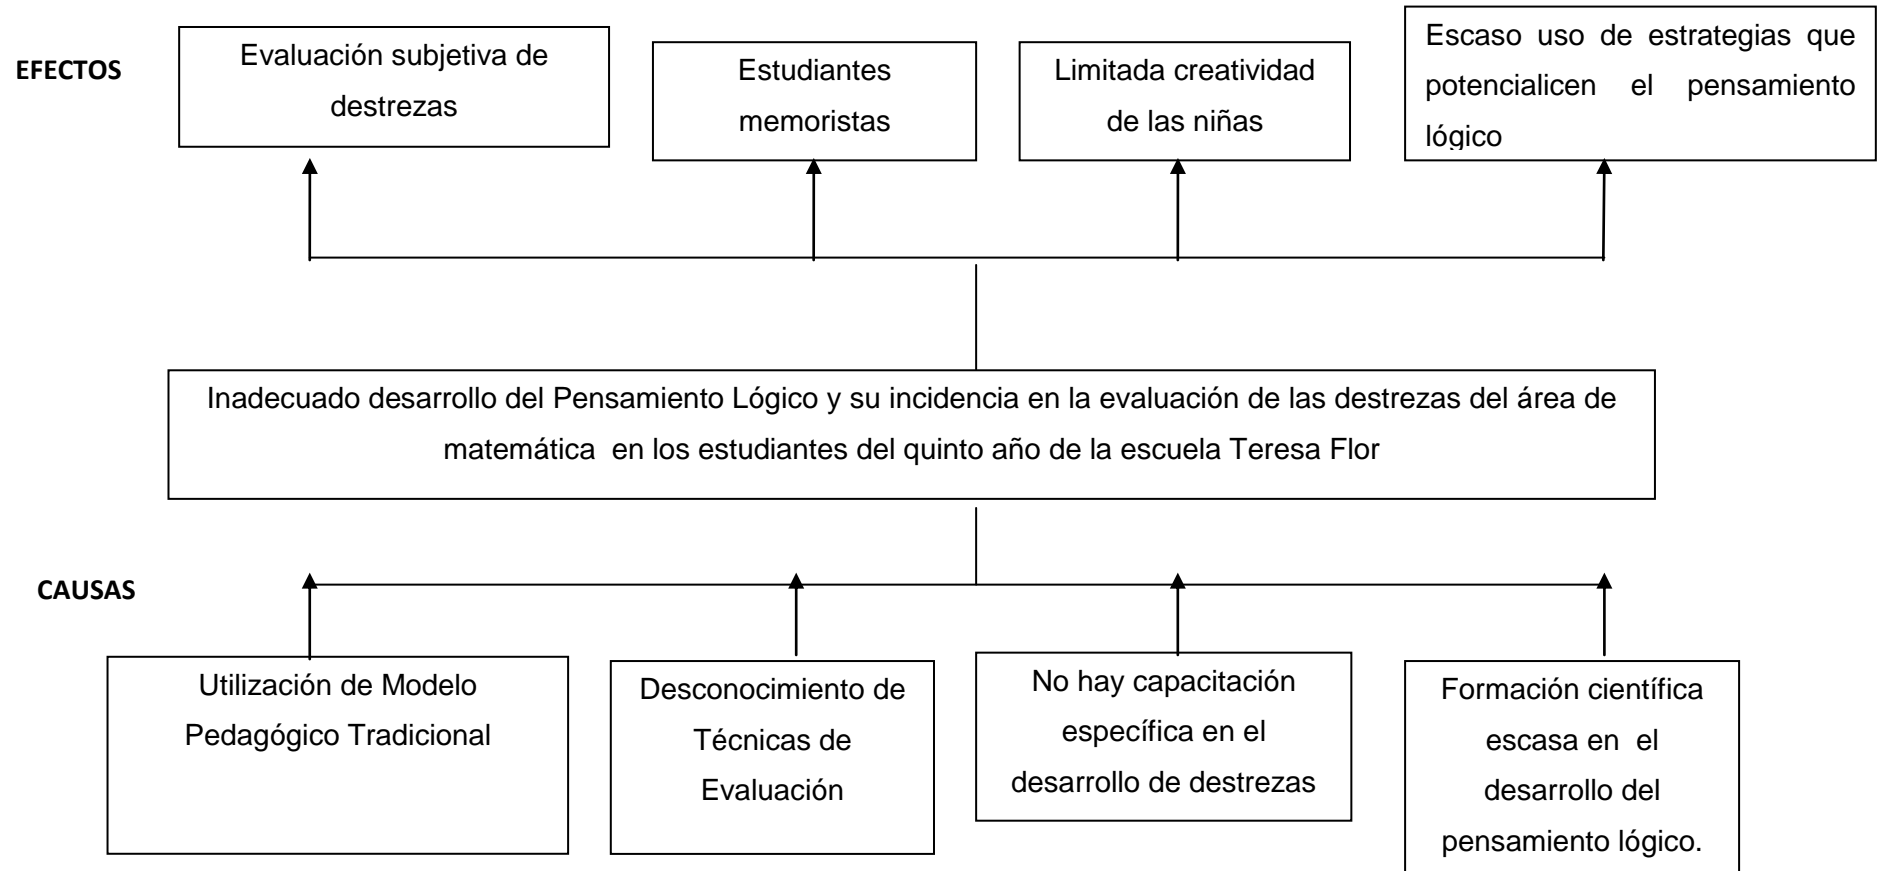 EFECTOS
Evaluación subjetiva de
destrezas
Estudiantes
memoristas
Limitada creatividad
de las niñas
Escaso uso de estrategias que
potencialicen el pensamiento
lógico
Inadecuado desarrollo del Pensamiento Lógico y su incidencia en la evaluación de las destrezas del área de
matemática en los estudiantes del quinto año de la escuela Teresa Flor
CAUSAS
Utilización de Modelo
Pedagógico Tradicional
Desconocimiento de
Técnicas de
Evaluación
No hay capacitación
específica en el
desarrollo de destrezas
Formación científica
escasa en el
desarrollo del
pensamiento lógico.